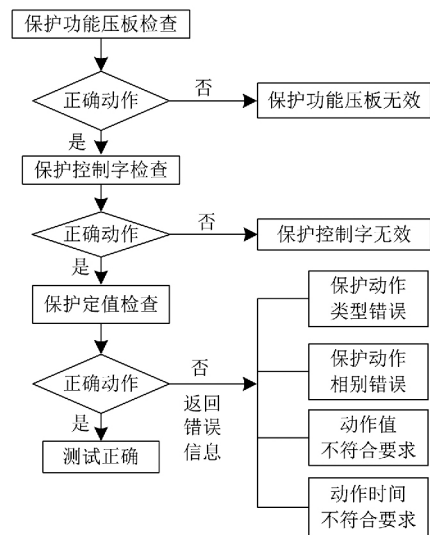 保护功能压板检查
正确动作
否
保护功能压板无效
是
保护控制字检查
正确动作
否
保护控制字无效
是
保护定值检查
保护动作
类型错误
正确动作
否
返回
错误
信息
保护动作
相别错误
是
动作值
不符合要求
测试正确
动作时间
不符合要求